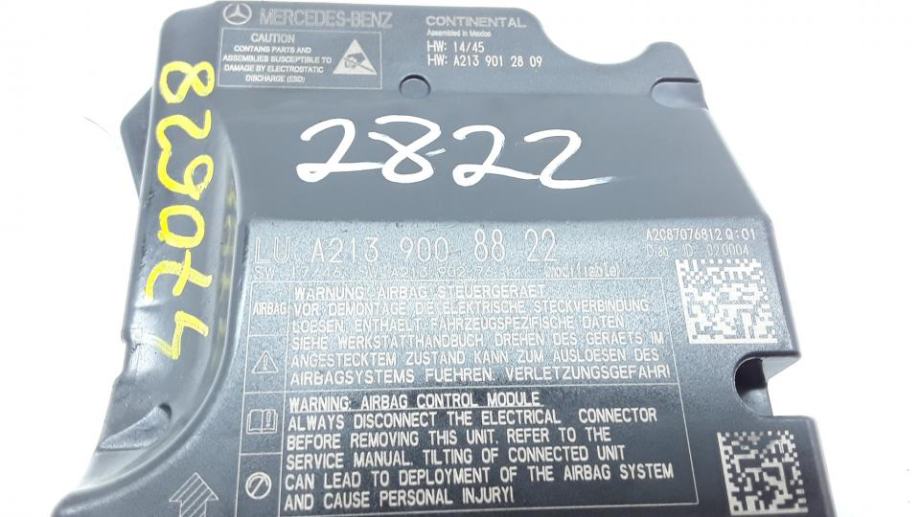 MERCEDES-BENZ
CAUTION
CONTAINS PARTS AND
ASSEMBLIES SUSCEPTIBLE TO
DAMAGE BY ELECTROSTATIC
DISCHARGE (ESD)
CONTINENTAL
Assembled in Mexico
HW: 14/45
HW: A213 901 28 09
2822
LU A213 900 88 22
A2C87076812 Q:01
Diag-ID: 020004
AIRBAG
WARNUNG: AIRBAG STEUERGERAET
VOR DEMONTAGE DIE ELEKTRISCHE STECKVERBINDUNG
LOESEN. ENTHAELT FAHRZEUGSPEZIFISCHE DATEN
SIEHE WERKSTATTHANDBUCH. DREHEN DES GERAETS IM
ANGESTECKTEM ZUSTAND KANN ZUM AUSLOESEN DES
AIRBAGSYSTEMS FUEHREN. VERLETZUNGSGEFAHR!
WARNING: AIRBAG CONTROL MODULE
ALWAYS DISCONNECT THE ELECTRICAL CONNECTOR
BEFORE REMOVING THIS UNIT. REFER TO THE
SERVICE MANUAL. TILTING OF CONNECTED UNIT
CAN LEAD TO DEPLOYMENT OF THE AIRBAG SYSTEM
AND CAUSE PERSONAL INJURY!